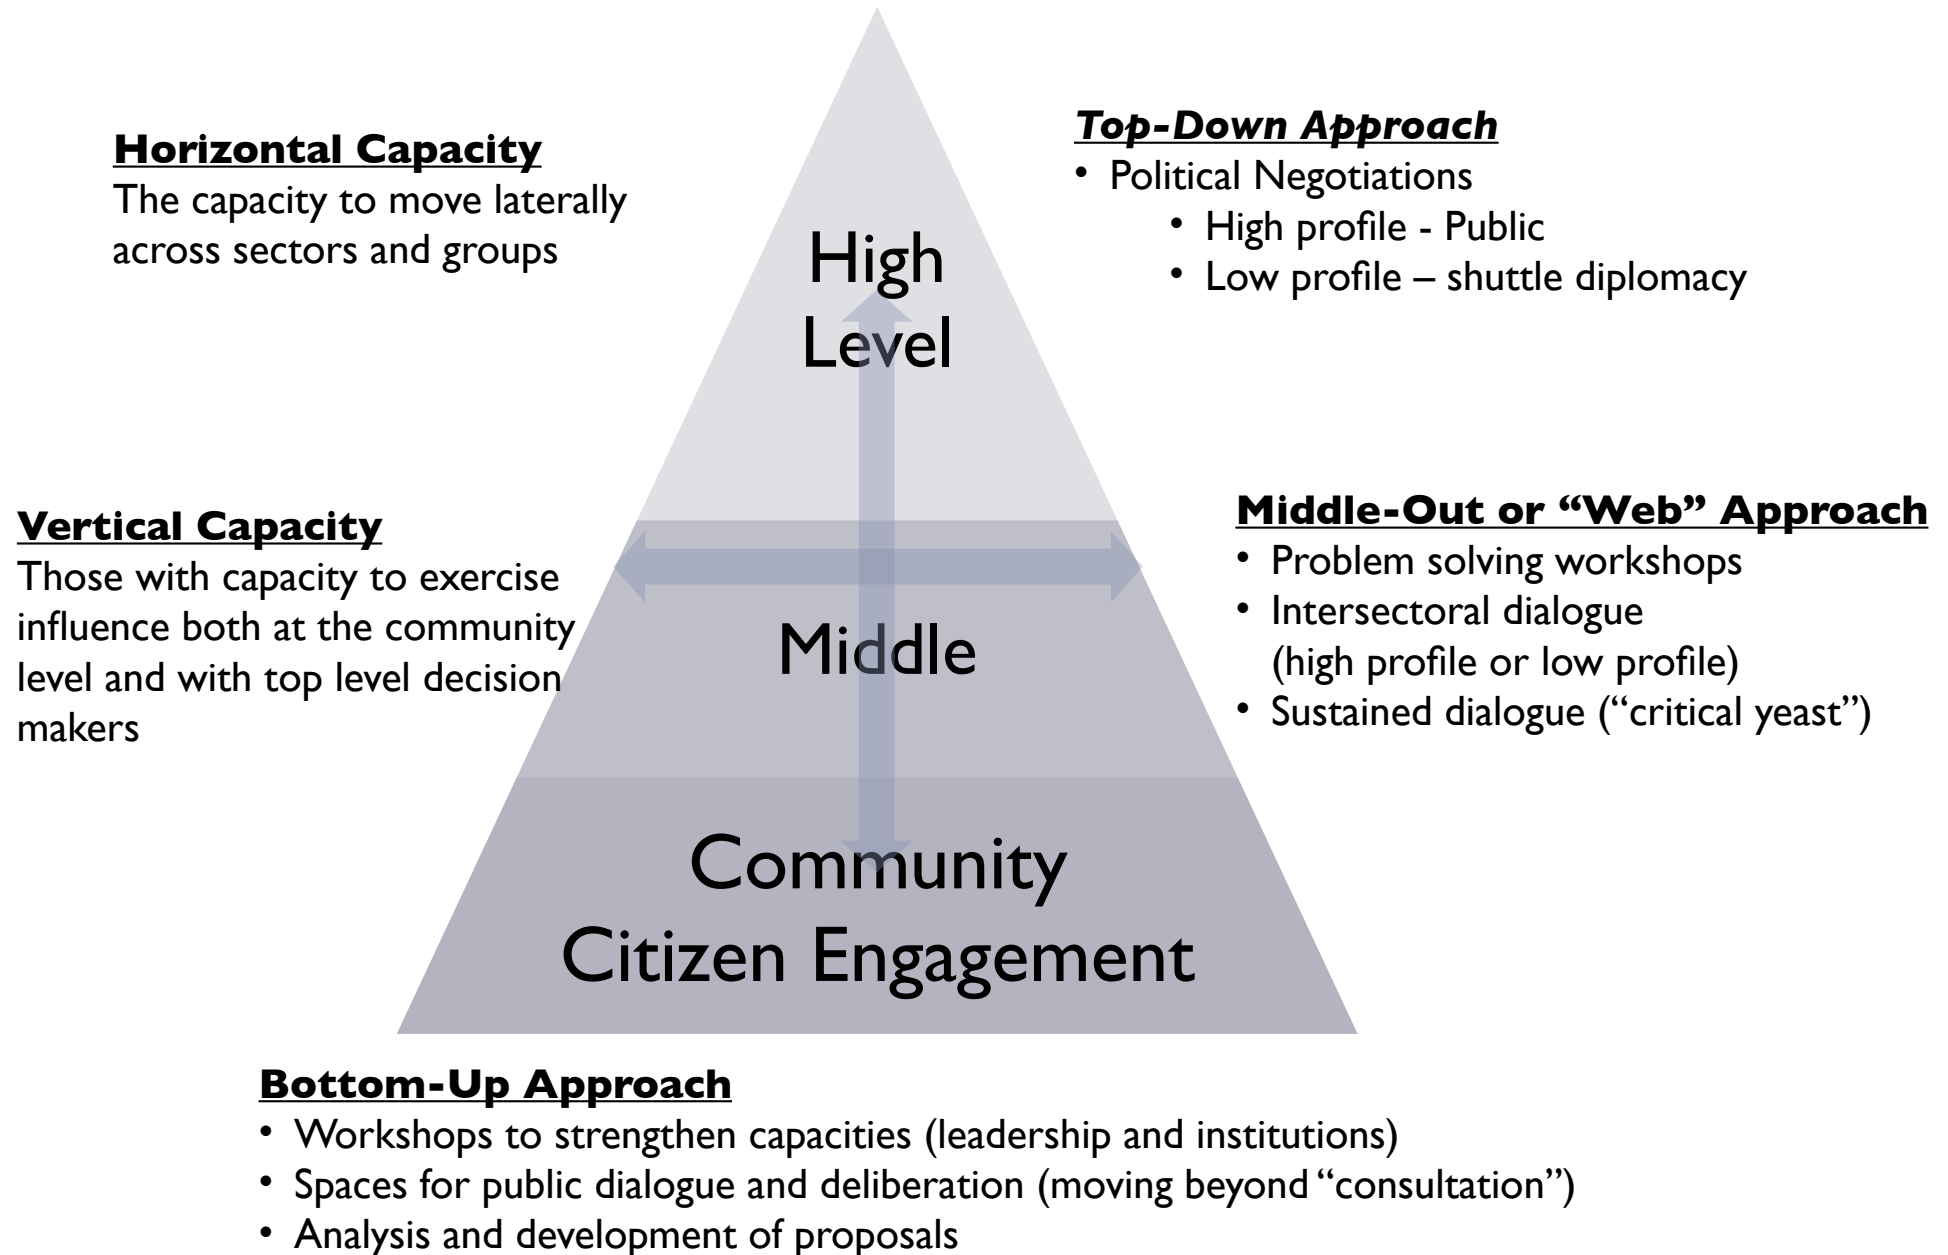 Horizontal Capacity
The capacity to move laterally
across sectors and groups
Top-Down Approach
• Political Negotiations
• High profile - Public
• Low profile – shuttle diplomacy
High
Level
Vertical Capacity
Those with capacity to exercise
influence both at the community
level and with top level decision
makers
Middle-Out or “Web” Approach
• Problem solving workshops
• Intersectoral dialogue
(high profile or low profile)
• Sustained dialogue (“critical yeast”)
Middle
Community
Citizen Engagement
Bottom-Up Approach
• Workshops to strengthen capacities (leadership and institutions)
• Spaces for public dialogue and deliberation (moving beyond “consultation”)
• Analysis and development of proposals